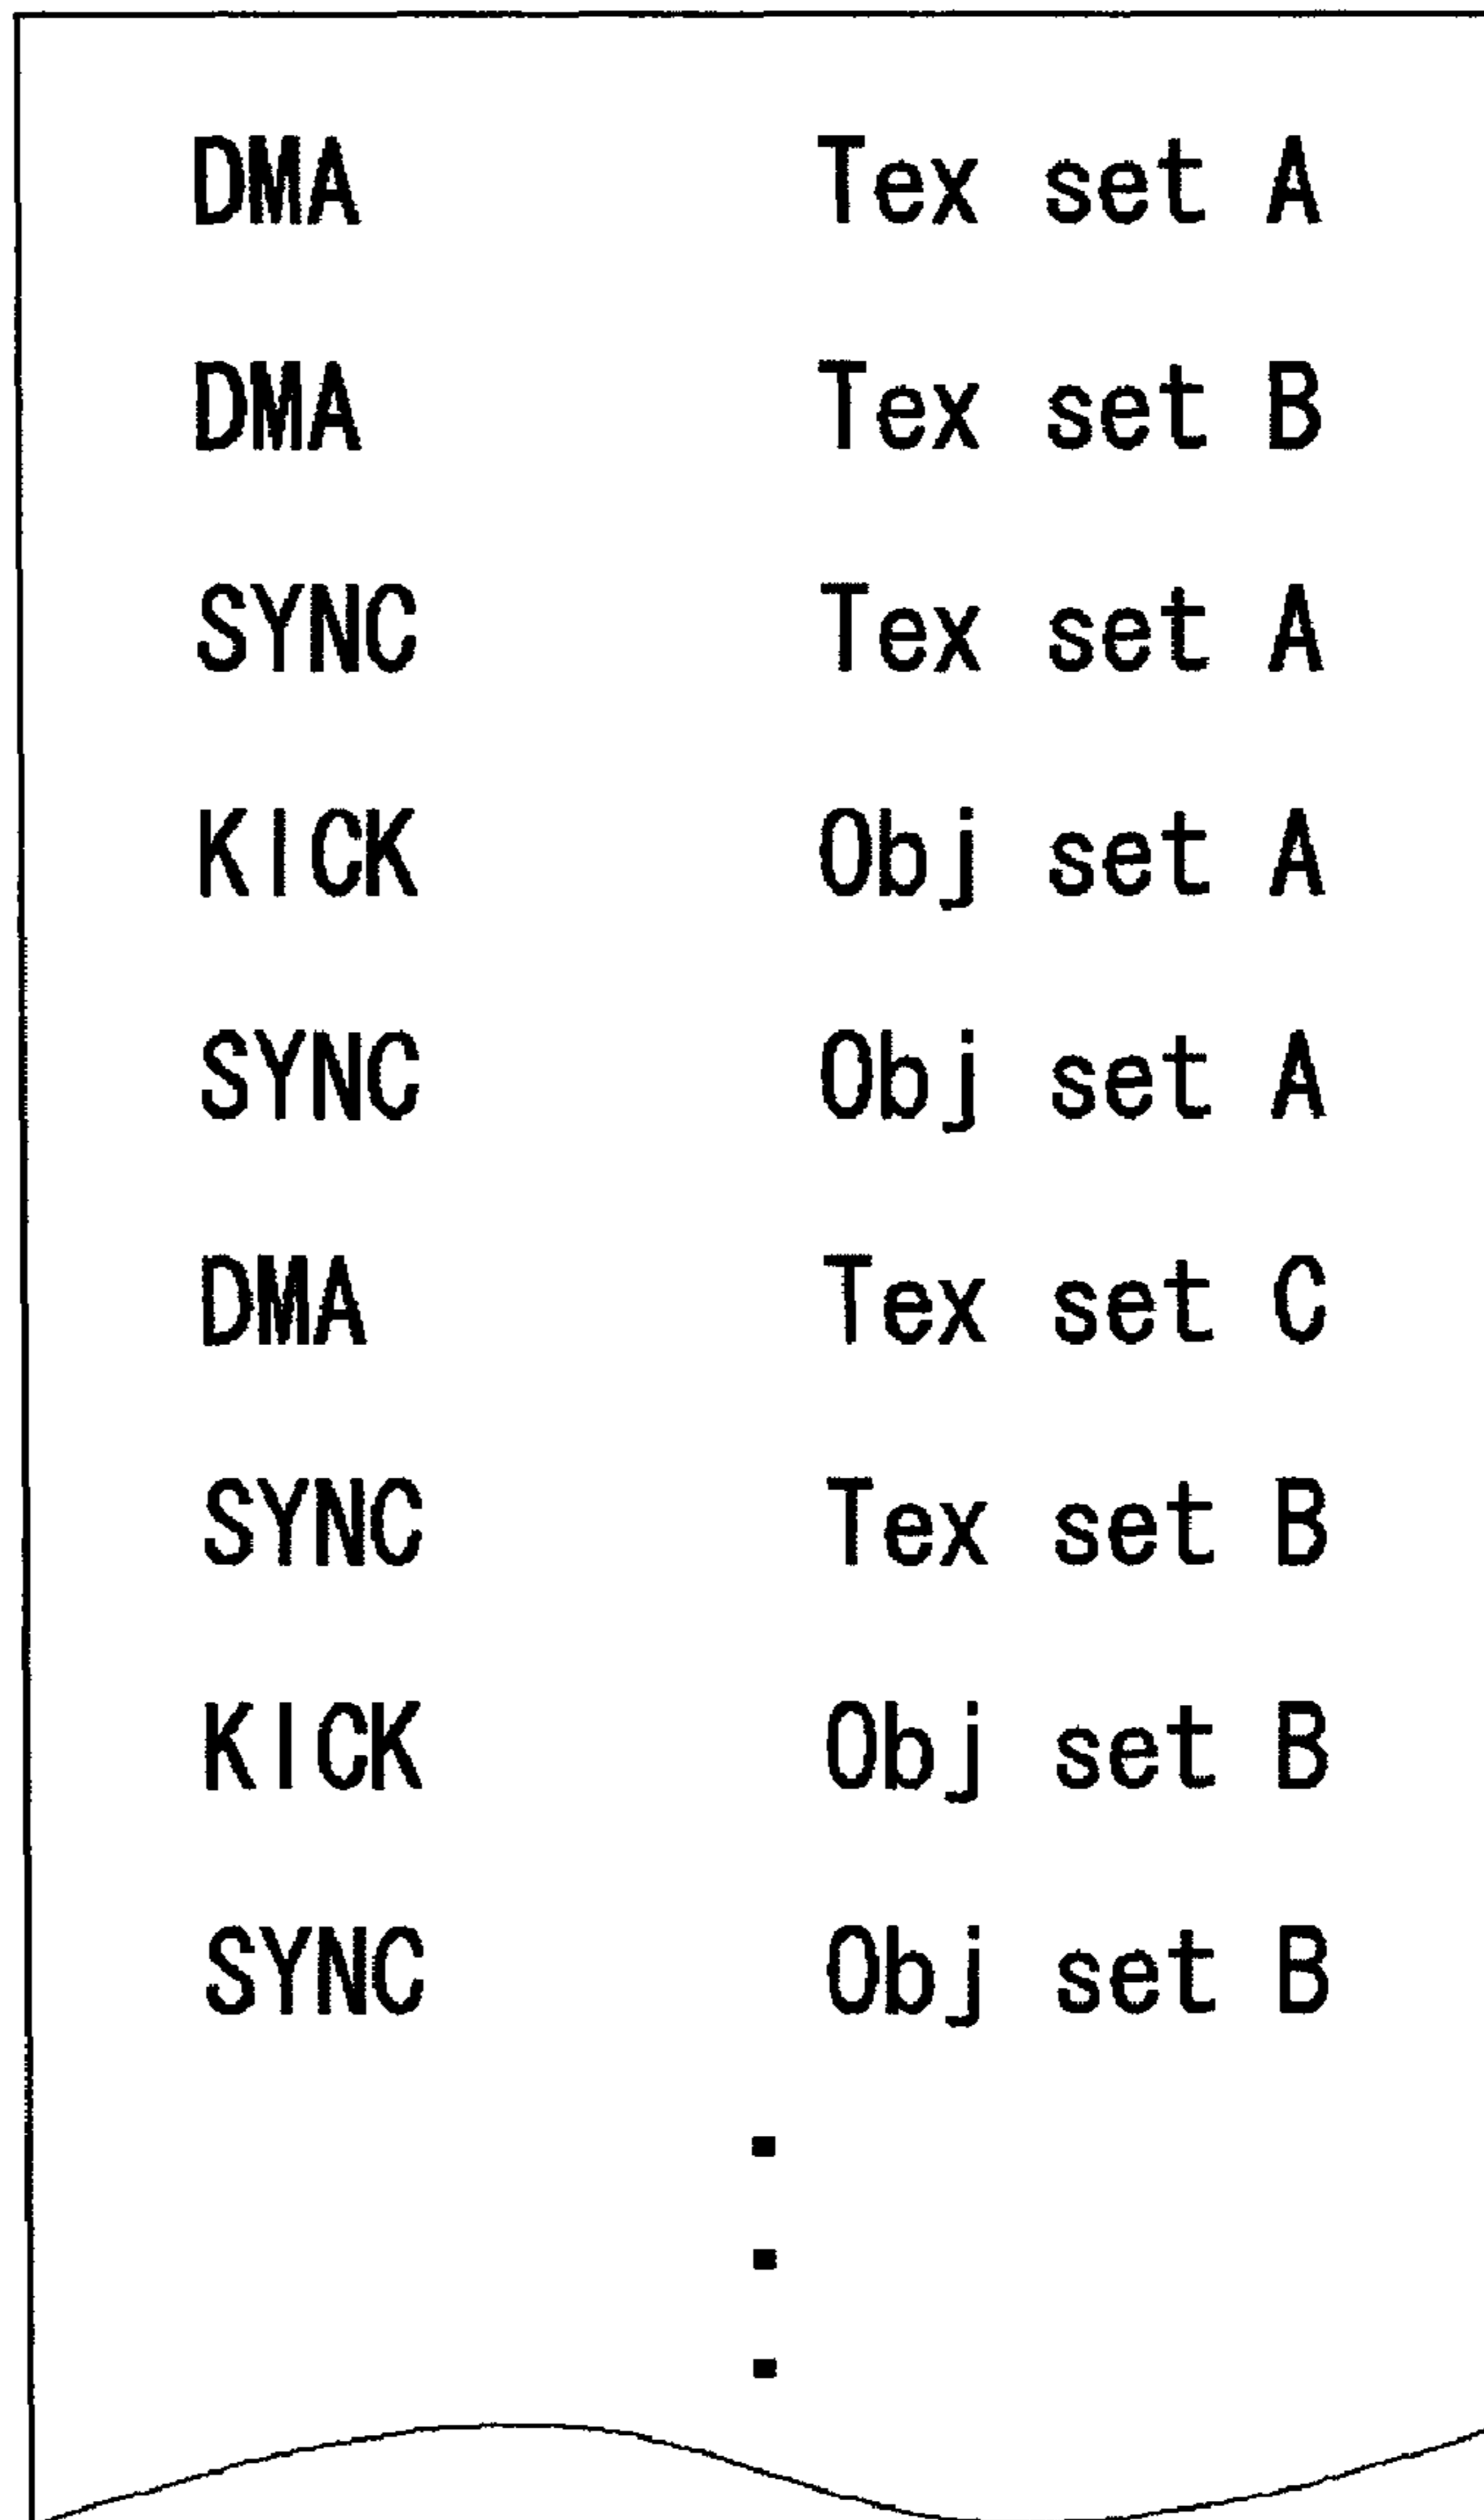 DMA Tex set A
DMA Tex set B
SYNC Tex set A
KICK Obj set A
SYNC Obj set A
DMA Tex set C
SYNC Tex set B
KICK Obj set B
SYNC Obj set B